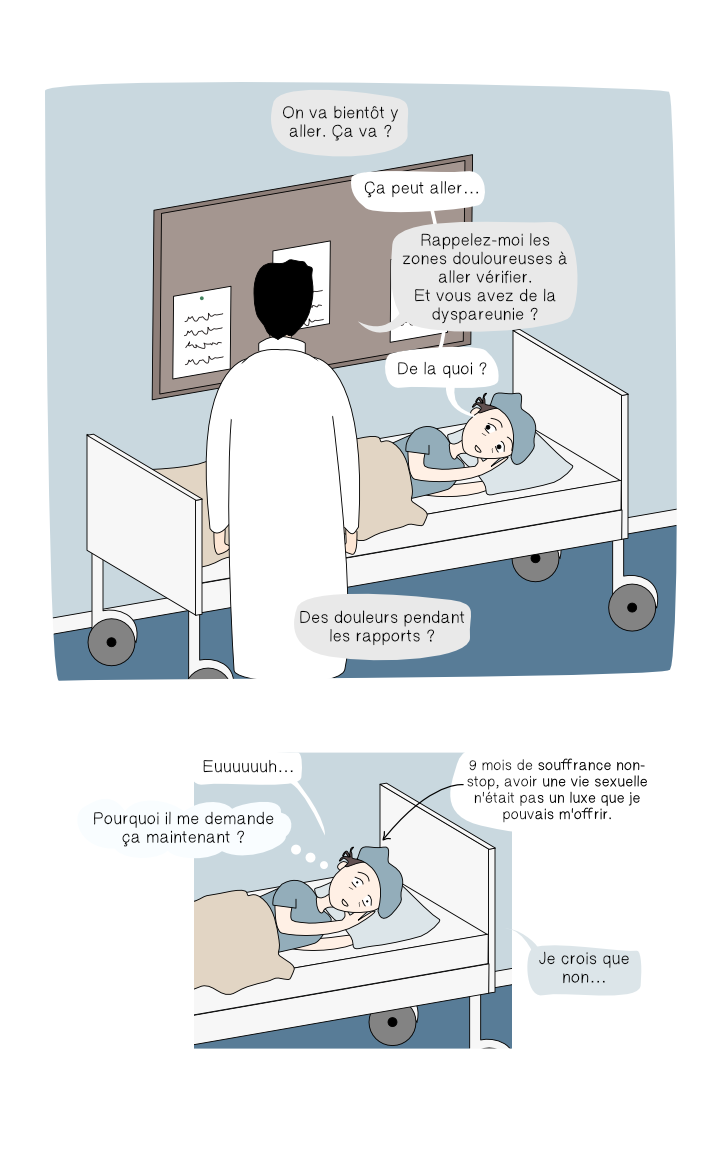 On va bientôt y
aller. Ça va ?
Ça peut aller...
Rappelez-moi les
zones douloureuses à
aller vérifier.
Et vous avez de la
dyspareunie ?
De la quoi ?
Des douleurs pendant
les rapports ?
Euuuuuuh...
9 mois de souffrance non-
stop, avoir une vie sexuelle
n'était pas un luxe que je
pouvais m'offrir.
Pourquoi il me demande
ça maintenant ?
Je crois que
non...